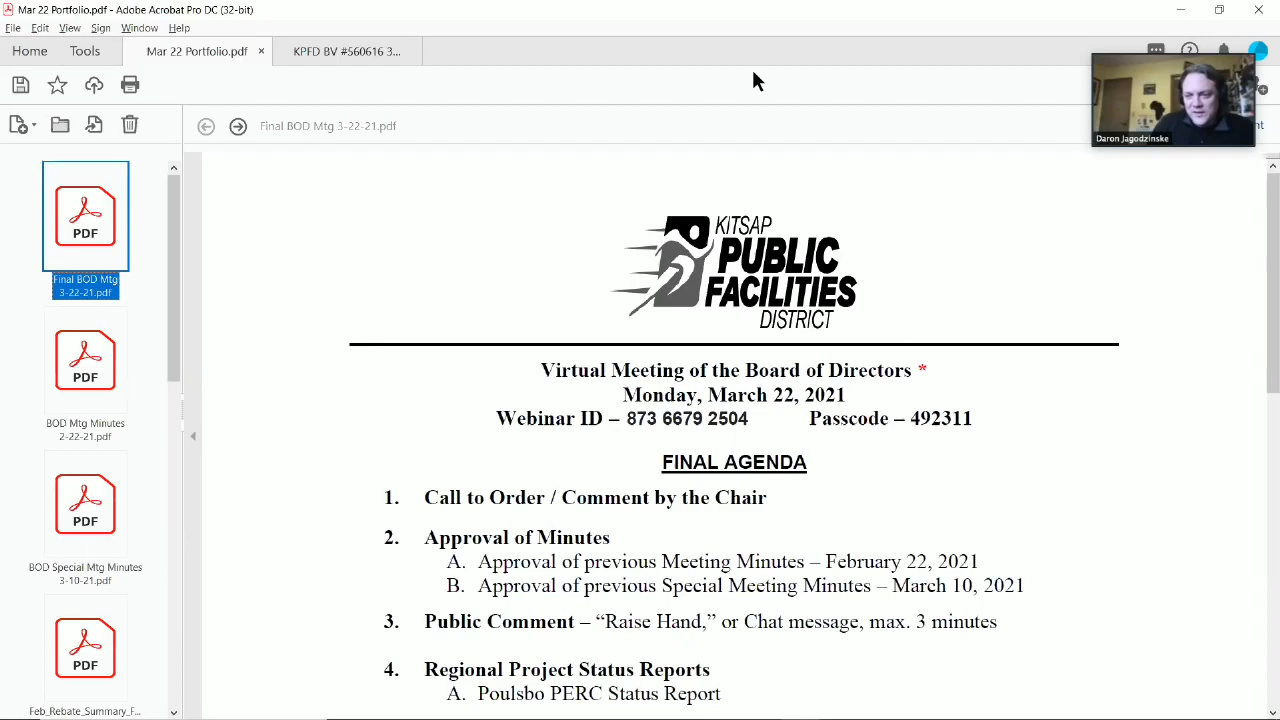 Mar 22 Portfolio.pdf - Adobe Acrobat Pro DC (32-bit)
File Edit View Sign Window Help
Home Tools Mar 22 Portfolio.pdf × KPFD BV #560616 3...
Final BOD Mtg 3-22-21.pdf
Daron Jagodzinske
nt
PDF
Final BOD Mtg
3-22-21.pdf
PDF
BOD Mtg Minutes
2-22-21.pdf
PDF
BOD Special Mtg Minutes
3-10-21.pdf
PDF
Feb_Rebate_Summary_F...
KITSAP
PUBLIC
FACILITIES
DISTRICT
Virtual Meeting of the Board of Directors *
Monday, March 22, 2021
Webinar ID – 873 6679 2504 Passcode – 492311
FINAL AGENDA
1. Call to Order / Comment by the Chair
2. Approval of Minutes
A. Approval of previous Meeting Minutes – February 22, 2021
B. Approval of previous Special Meeting Minutes – March 10, 2021
3. Public Comment – “Raise Hand,” or Chat message, max. 3 minutes
4. Regional Project Status Reports
A. Poulsbo PERC Status Report